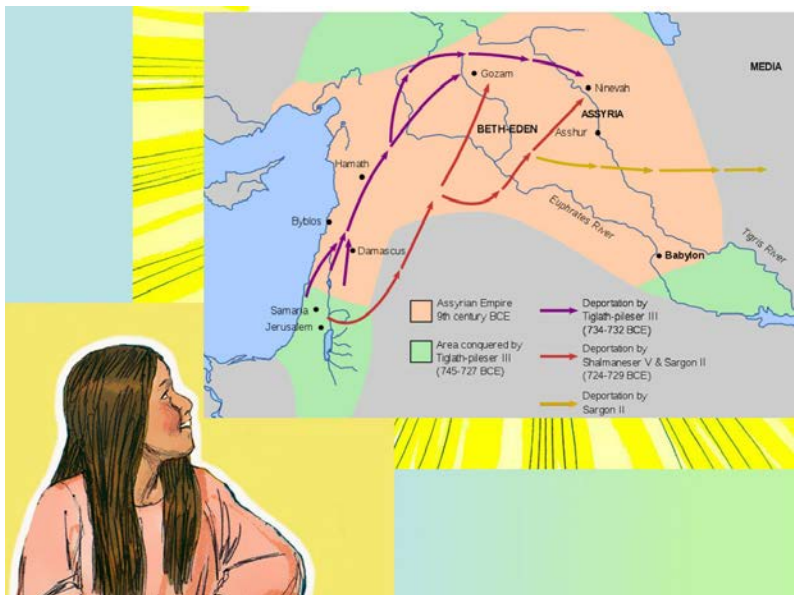 MEDIA
Gozam
Ninevah
ASSYRIA
BETH-EDEN
Asshur
Hamath
Euphrates River
Byblos
Tigris River
Damascus
Babylon
Samaria
Jerusalem
Assyrian Empire
9th century BCE
Area conquered by
Tiglath-pileser III
(745-727 BCE)
Deportation by
Tiglath-pileser III
(734-732 BCE)
Deportation by
Shalmaneser V & Sargon II
(724-729 BCE)
Deportation by
Sargon II